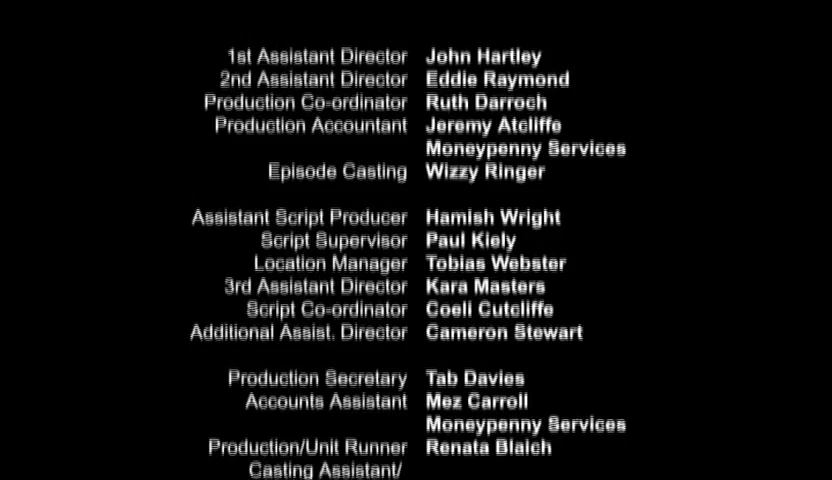 1st Assistant Director John Hartley
2nd Assistant Director Eddie Raymond
Production Co-ordinator Ruth Darroch
Production Accountant Jeremy Atcliffe
Moneypenny Services
Episode Casting Wizzy Ringer
Assistant Script Producer Hamish Wright
Script Supervisor Paul Kiely
Location Manager Tobias Webster
3rd Assistant Director Kara Masters
Script Co-ordinator Coeli Cutcliffe
Additional Assist. Director Cameron Stewart
Production Secretary Tab Davies
Accounts Assistant Mez Carroll
Moneypenny Services
Production/Unit Runner Renata Blaich
Casting Assistant/